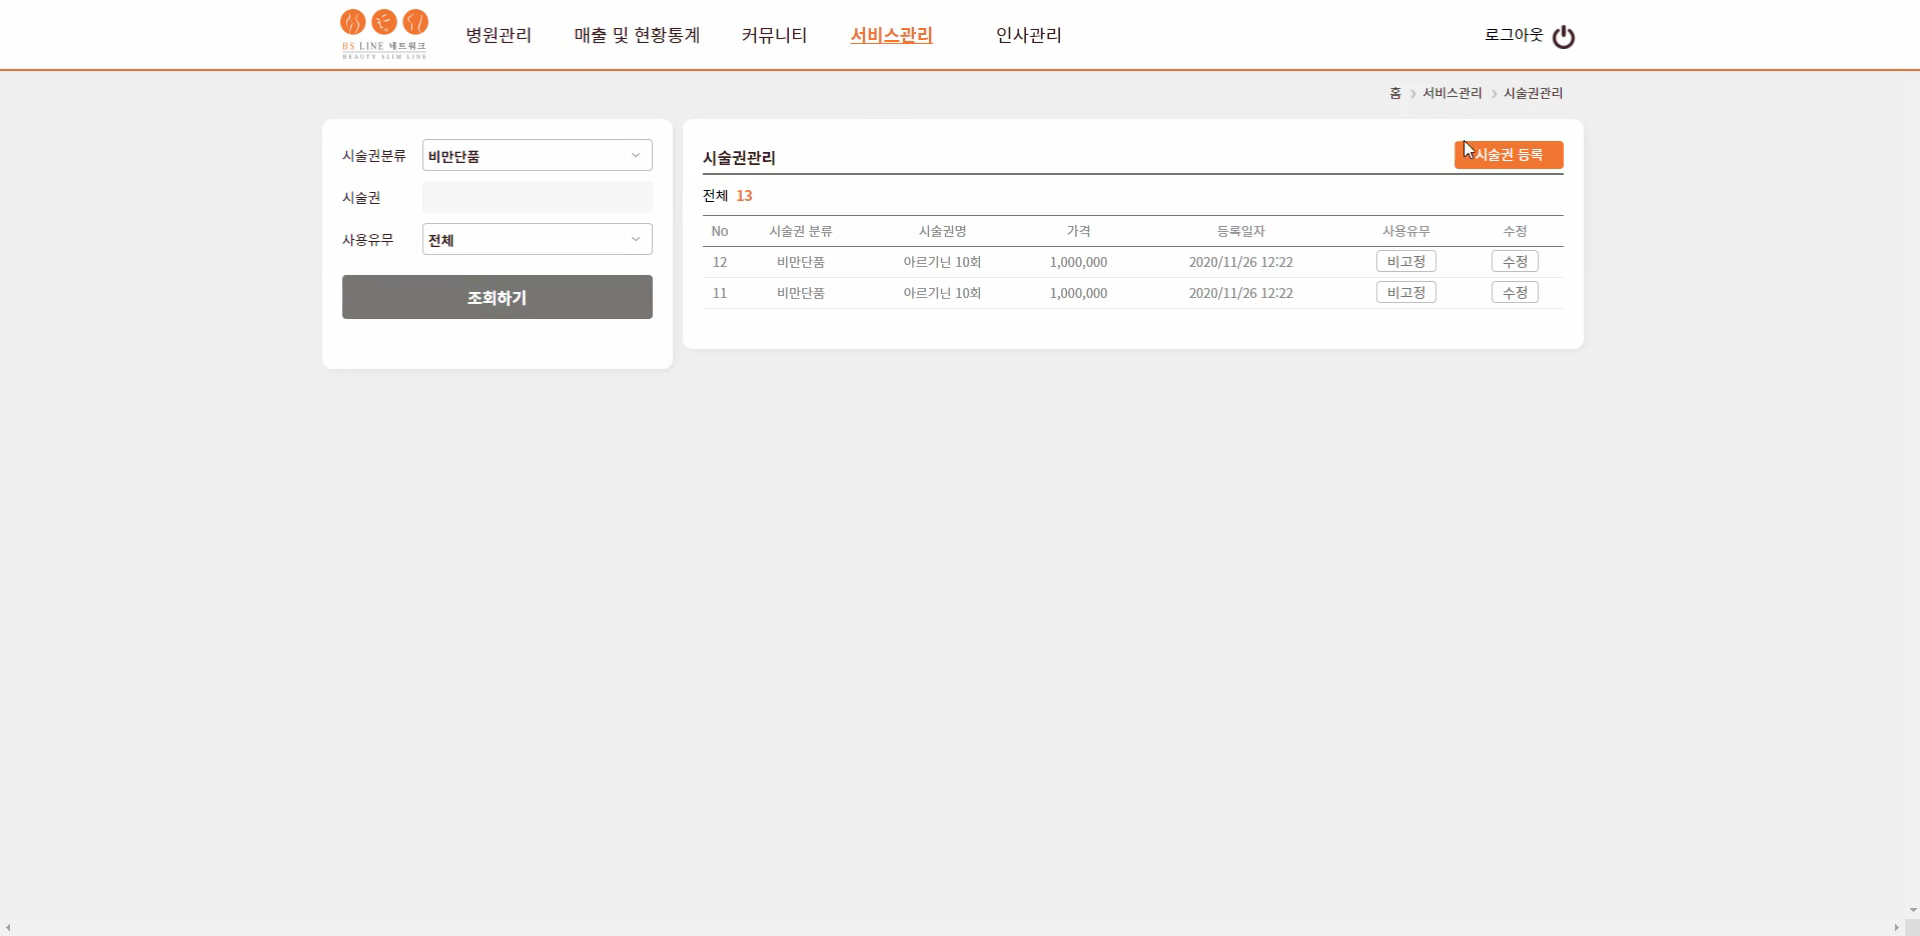 BS LINE 네트워크
BEAUTY SLIM LINE
병원관리 매출 및 현황통계 커뮤니티 서비스관리 인사관리 로그아웃
홈 > 서비스관리 > 시술권관리
시술권분류 비만단품
시술권
사용유무 전체
조회하기
시술권관리 시술권 등록
전체 13
No 시술권 분류 시술권명 가격 등록일자 사용유무 수정
12 비만단품 아르기닌 10회 1,000,000 2020/11/26 12:22 비고정 수정
11 비만단품 아르기닌 10회 1,000,000 2020/11/26 12:22 비고정 수정